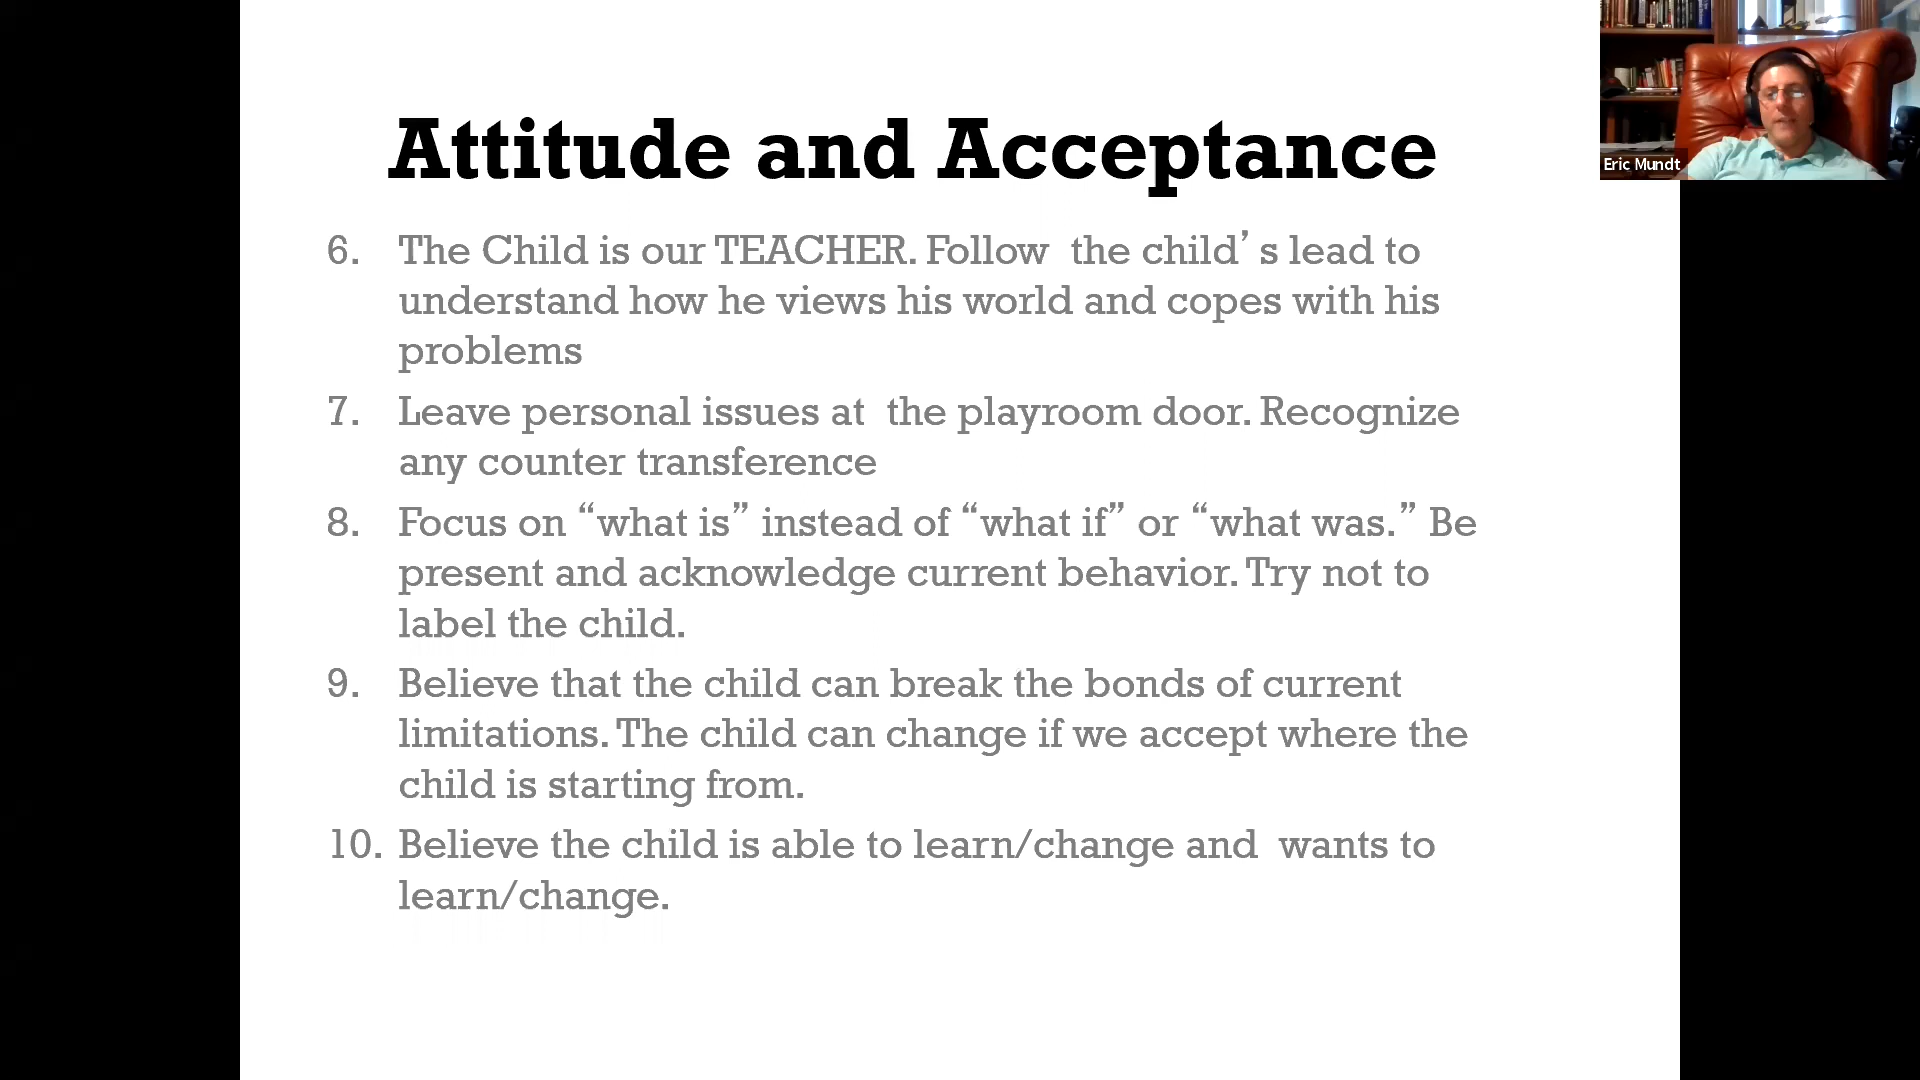 Attitude and Acceptance
6. The Child is our TEACHER. Follow the child’s lead to
understand how he views his world and copes with his
problems
7. Leave personal issues at the playroom door. Recognize
any counter transference
8. Focus on “what is” instead of “what if” or “what was.” Be
present and acknowledge current behavior. Try not to
label the child.
9. Believe that the child can break the bonds of current
limitations. The child can change if we accept where the
child is starting from.
10. Believe the child is able to learn/change and wants to
learn/change.
Eric Mundt